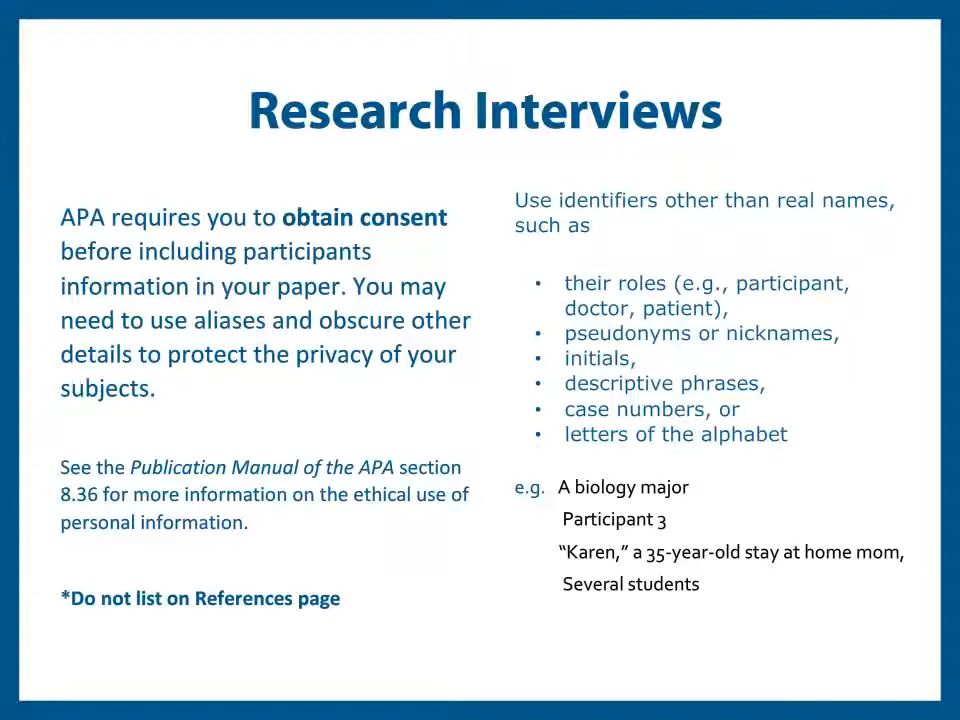 Research Interviews
APA requires you to obtain consent
before including participants
information in your paper. You may
need to use aliases and obscure other
details to protect the privacy of your
subjects.
See the Publication Manual of the APA section
8.36 for more information on the ethical use of
personal information.
*Do not list on References page
Use identifiers other than real names,
such as
• their roles (e.g., participant,
doctor, patient),
• pseudonyms or nicknames,
• initials,
• descriptive phrases,
• case numbers, or
• letters of the alphabet
e.g. A biology major
Participant 3
“Karen,” a 35-year-old stay at home mom,
Several students